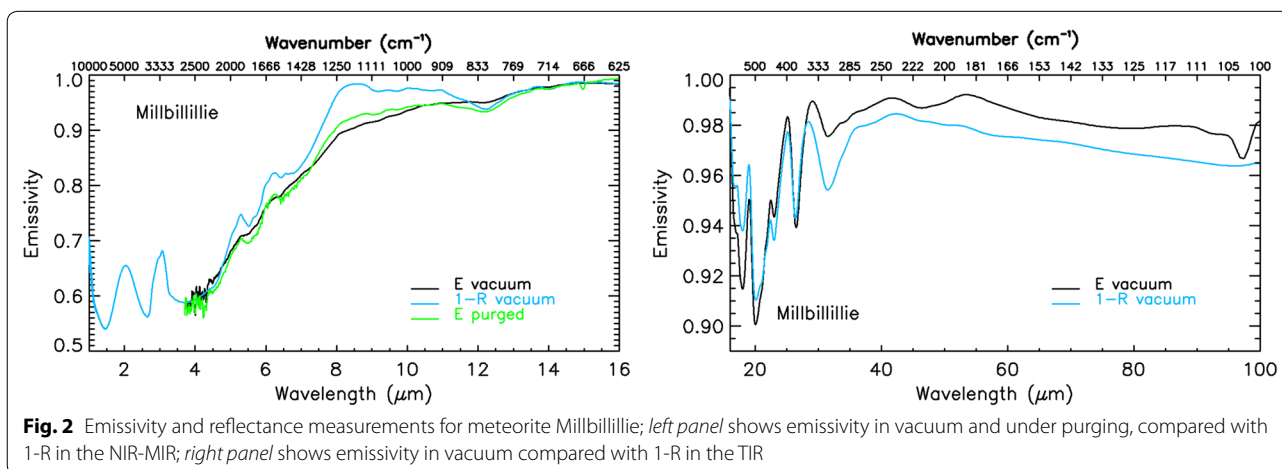 Wavenumber (cm⁻¹)
10000 5000 3333 2500 2000 1666 1428 1250 1111 1000 909 833 769 714 666 625
1.0
0.9
0.8
0.7
0.6
0.5
Emissivity
Millbillillie
E vacuum
1-R vacuum
E purged
2 4 6 8 10 12 14 16
Wavelength (μm)
Wavenumber (cm⁻¹)
500 400 333 285 250 222 200 181 166 153 142 133 125 117 111 105 100
1.00
0.98
0.96
0.94
0.92
0.90
Emissivity
E vacuum
1-R vacuum
Millbillillie
20 40 60 80 100
Wavelength (μm)
Fig. 2 Emissivity and reflectance measurements for meteorite Millbillillie; left panel shows emissivity in vacuum and under purging, compared with
1-R in the NIR-MIR; right panel shows emissivity in vacuum compared with 1-R in the TIR